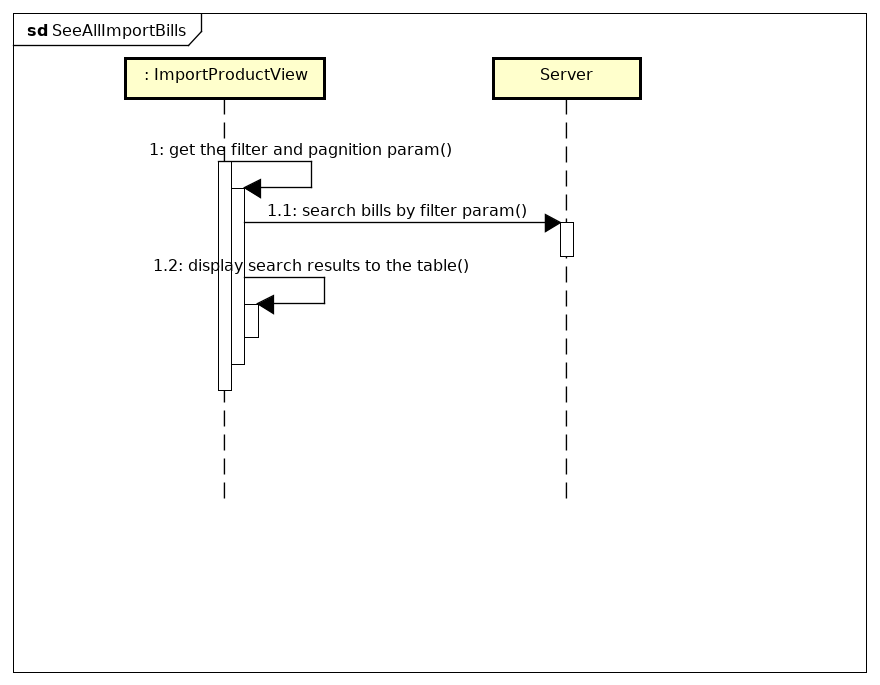 sd SeeAllImportBills
: ImportProductView
Server
1: get the filter and pagnition param()
1.1: search bills by filter param()
1.2: display search results to the table()